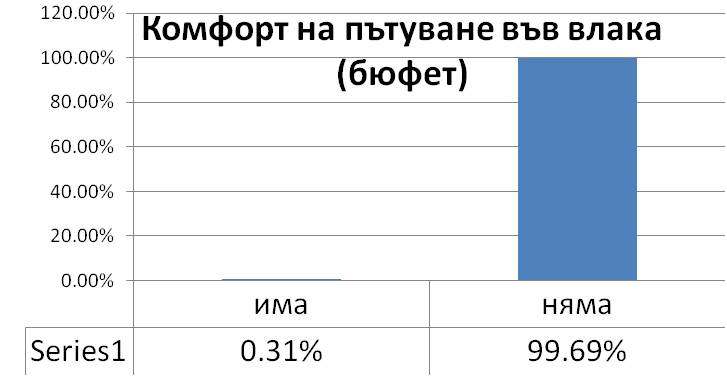 Комфорт на пътуване във влака
(бюфет)
120.00%
100.00%
80.00%
60.00%
40.00%
20.00%
0.00%
има няма
Series1 0.31% 99.69%